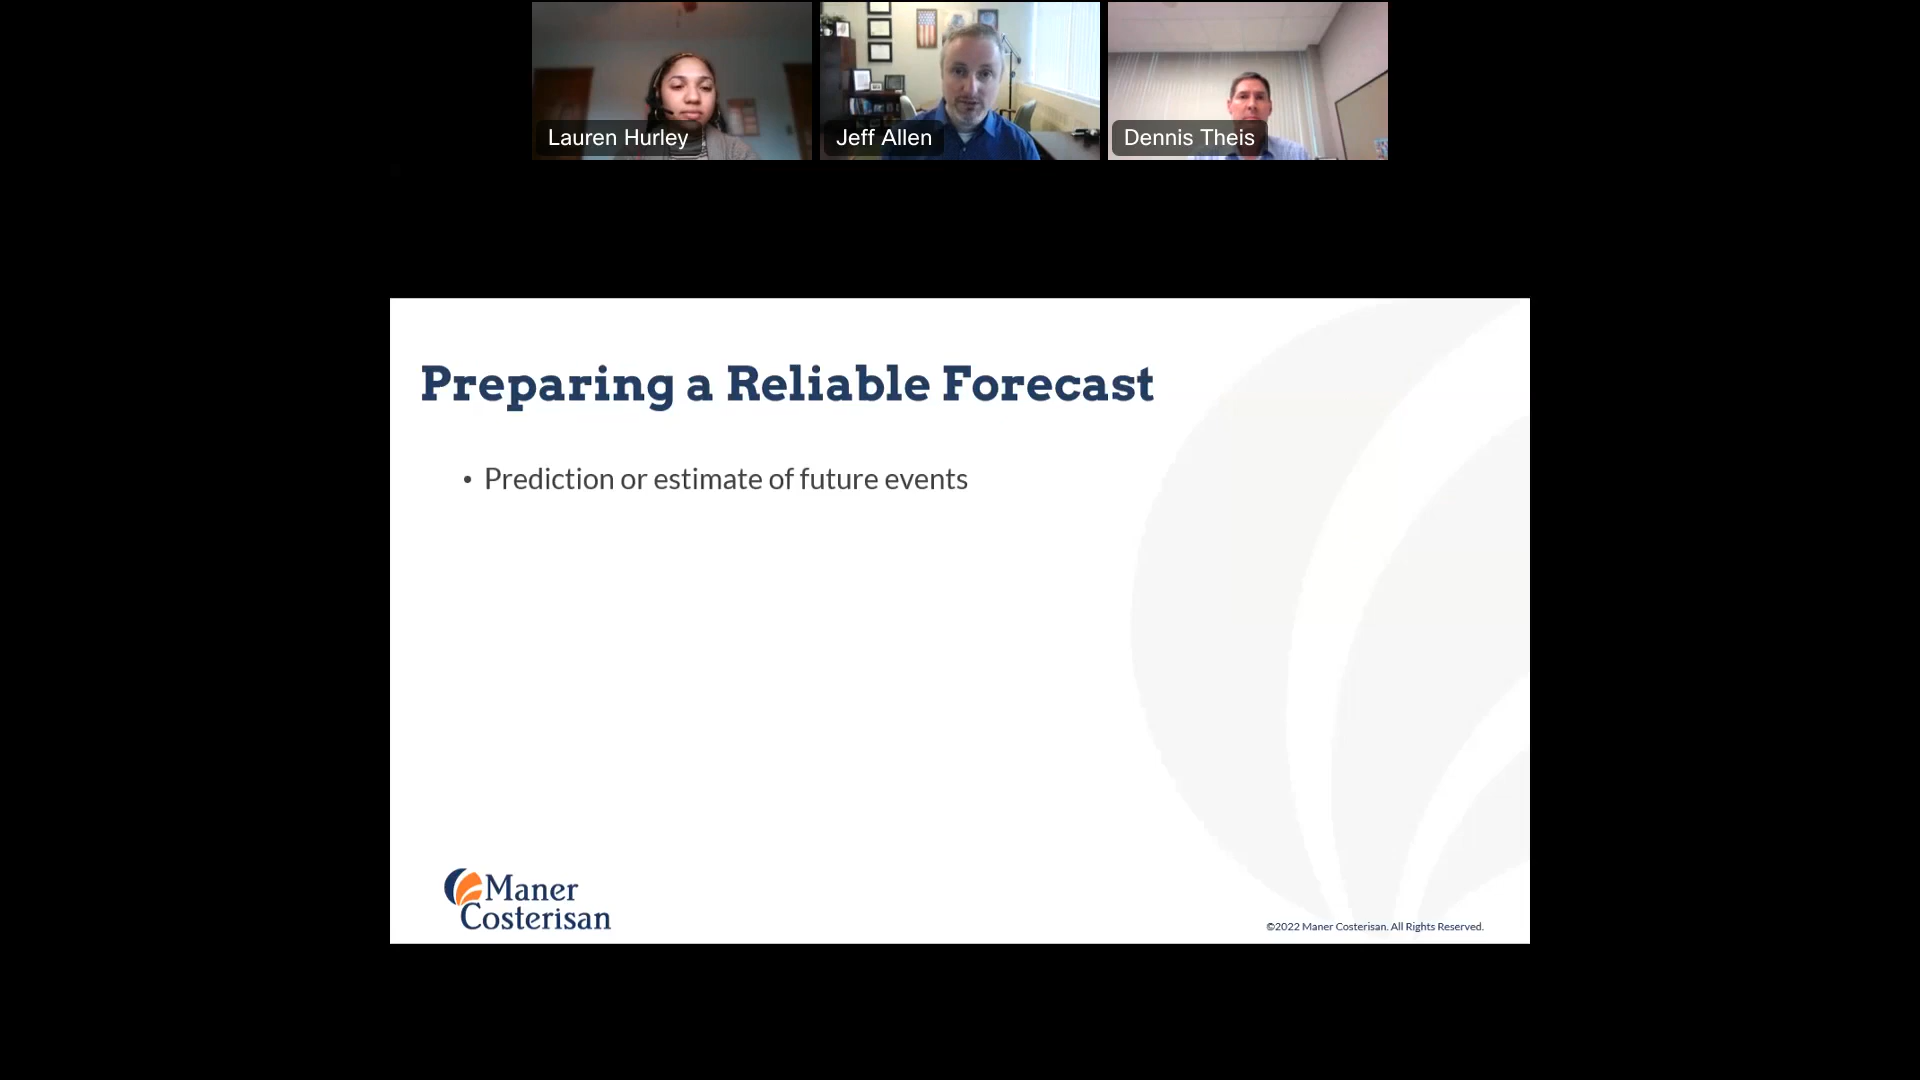 Lauren Hurley
Jeff Allen
Dennis Theis
Preparing a Reliable Forecast
• Prediction or estimate of future events
Maner
Costerisan
©2022 Maner Costerisan. All Rights Reserved.